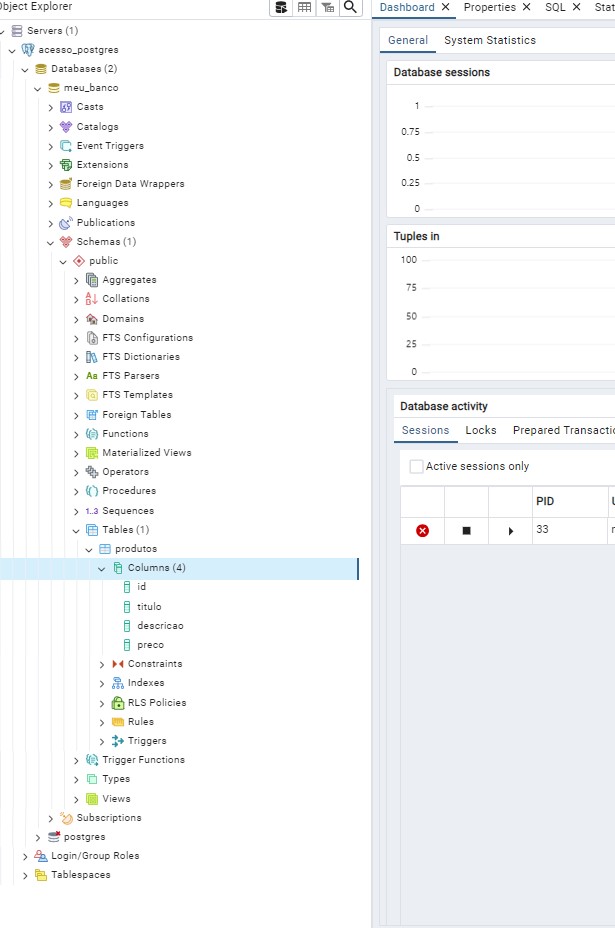 Object Explorer
Servers (1)
acesso_postgres
Databases (2)
meu_banco
Casts
Catalogs
Event Triggers
Extensions
Foreign Data Wrappers
Languages
Publications
Schemas (1)
public
Aggregates
Collations
Domains
FTS Configurations
FTS Dictionaries
Aa FTS Parsers
FTS Templates
Foreign Tables
Functions
Materialized Views
Operators
Procedures
1..3 Sequences
Tables (1)
produtos
Columns (4)
id
titulo
descricao
preco
Constraints
Indexes
RLS Policies
Rules
Triggers
Trigger Functions
Types
Views
Subscriptions
postgres
Login/Group Roles
Tablespaces
Dashboard Properties SQL Stat
General System Statistics
Database sessions
1
0.75
0.5
0.25
0
Tuples in
100
75
50
25
0
Database activity
Sessions Locks Prepared Transactio
Active sessions only
PID
33